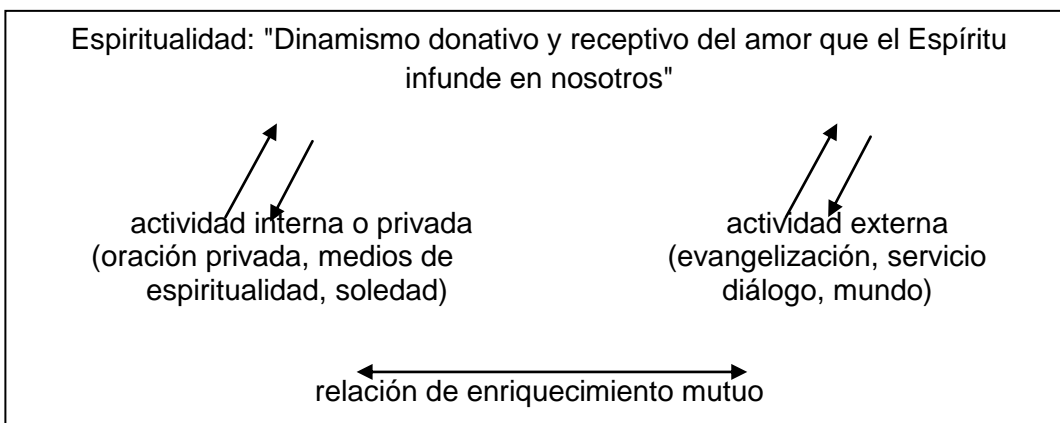 Espiritualidad: "Dinamismo donativo y receptivo del amor que el Espíritu
infunde en nosotros"
actividad interna o privada
(oración privada, medios de
espiritualidad, soledad)
actividad externa
(evangelización, servicio
diálogo, mundo)
relación de enriquecimiento mutuo